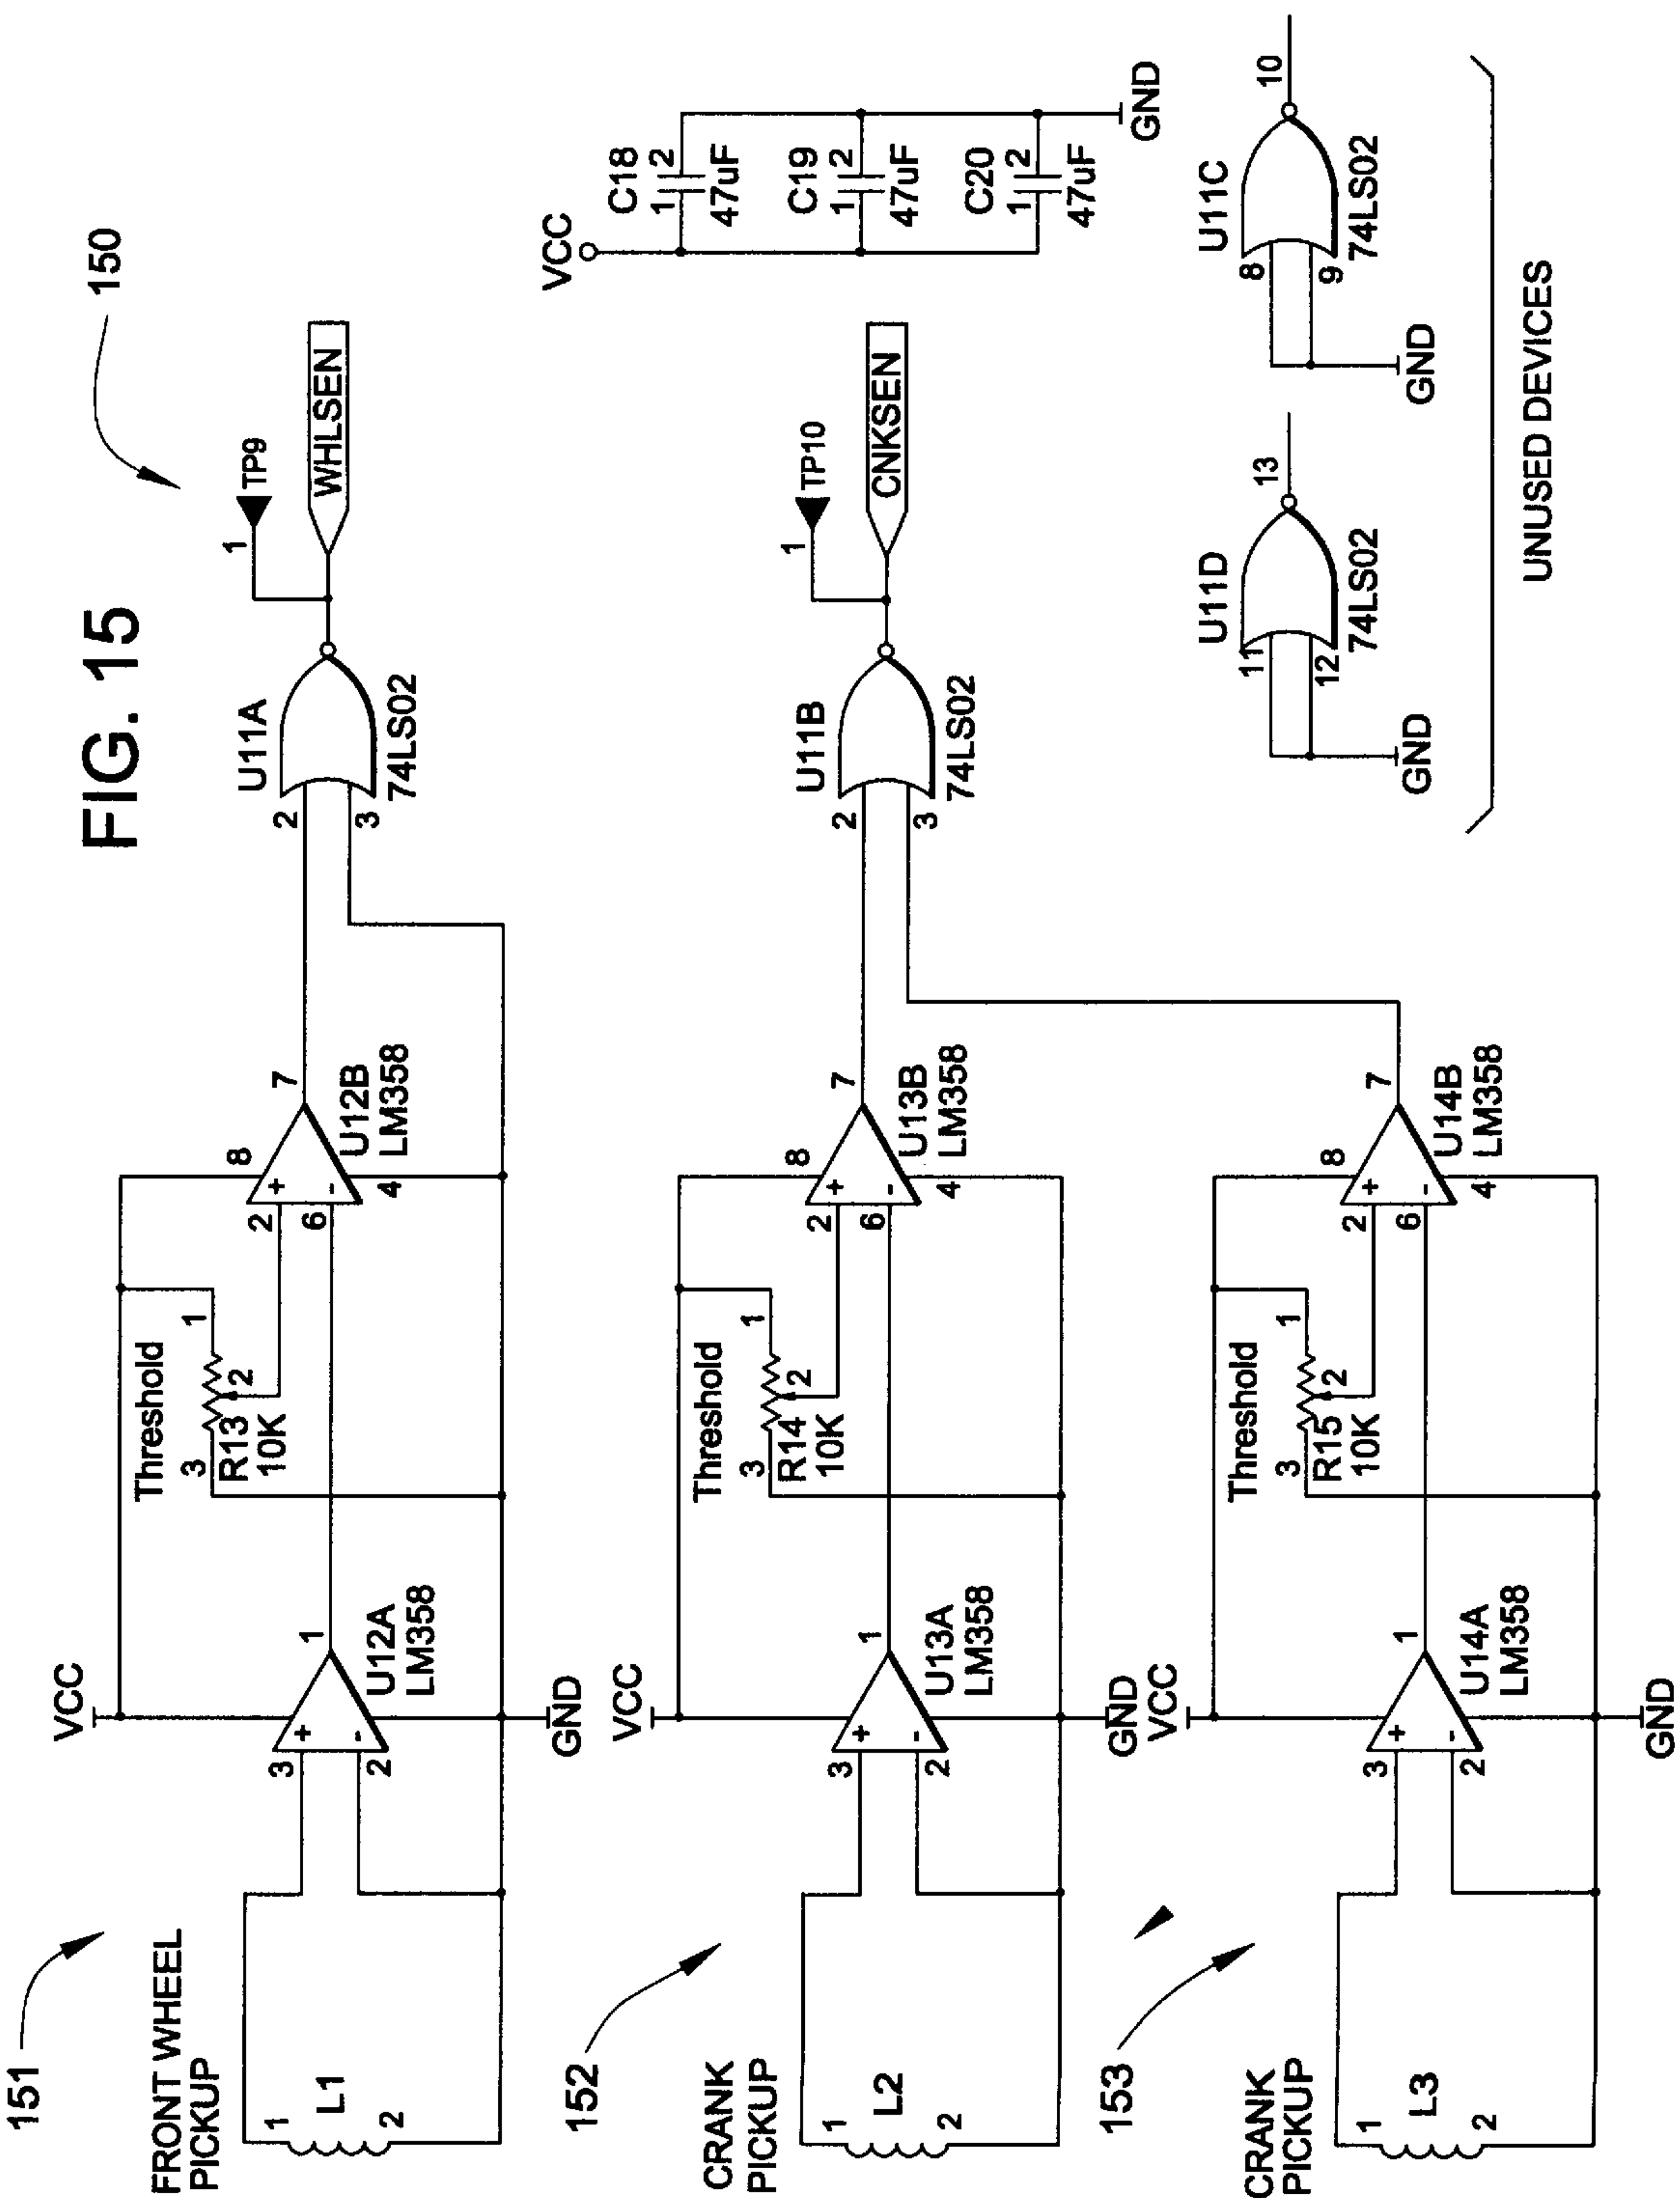 FIG. 15
150
151
FRONT WHEEL
PICKUP
1
L1
2
VCC
3
+
-
2
1
U12A
LM358
GND
Threshold
3
1
2
R13
10K
8
2
+
6
-
4
7
U12B
LM358
U11A
2
3
74LS02
1
TP9
WHLSEN
152
CRANK
PICKUP
1
L2
2
VCC
3
+
-
2
1
U13A
LM358
GND
Threshold
3
1
2
R14
10K
8
2
+
6
-
4
7
U13B
LM358
U11B
2
3
74LS02
1
TP10
CNKSEN
VCC
C18
1
2
47uF
C19
1
2
47uF
C20
1
2
47uF
GND
153
CRANK
PICKUP
1
L3
2
VCC
3
+
-
2
1
U14A
LM358
GND
Threshold
3
1
2
R15
10K
8
2
+
6
-
4
7
U14B
LM358
U11D
11
12
13
74LS02
GND
U11C
8
9
10
74LS02
GND
UNUSED DEVICES